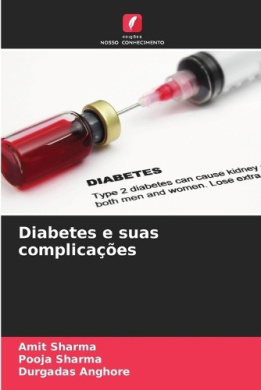 edições
NOSSO CONHECIMENTO
DIABETES
Type 2 diabetes can cause kidney
both men and women. Lose extra
Diabetes e suas
complicações
Amit Sharma
Pooja Sharma
Durgadas Anghore